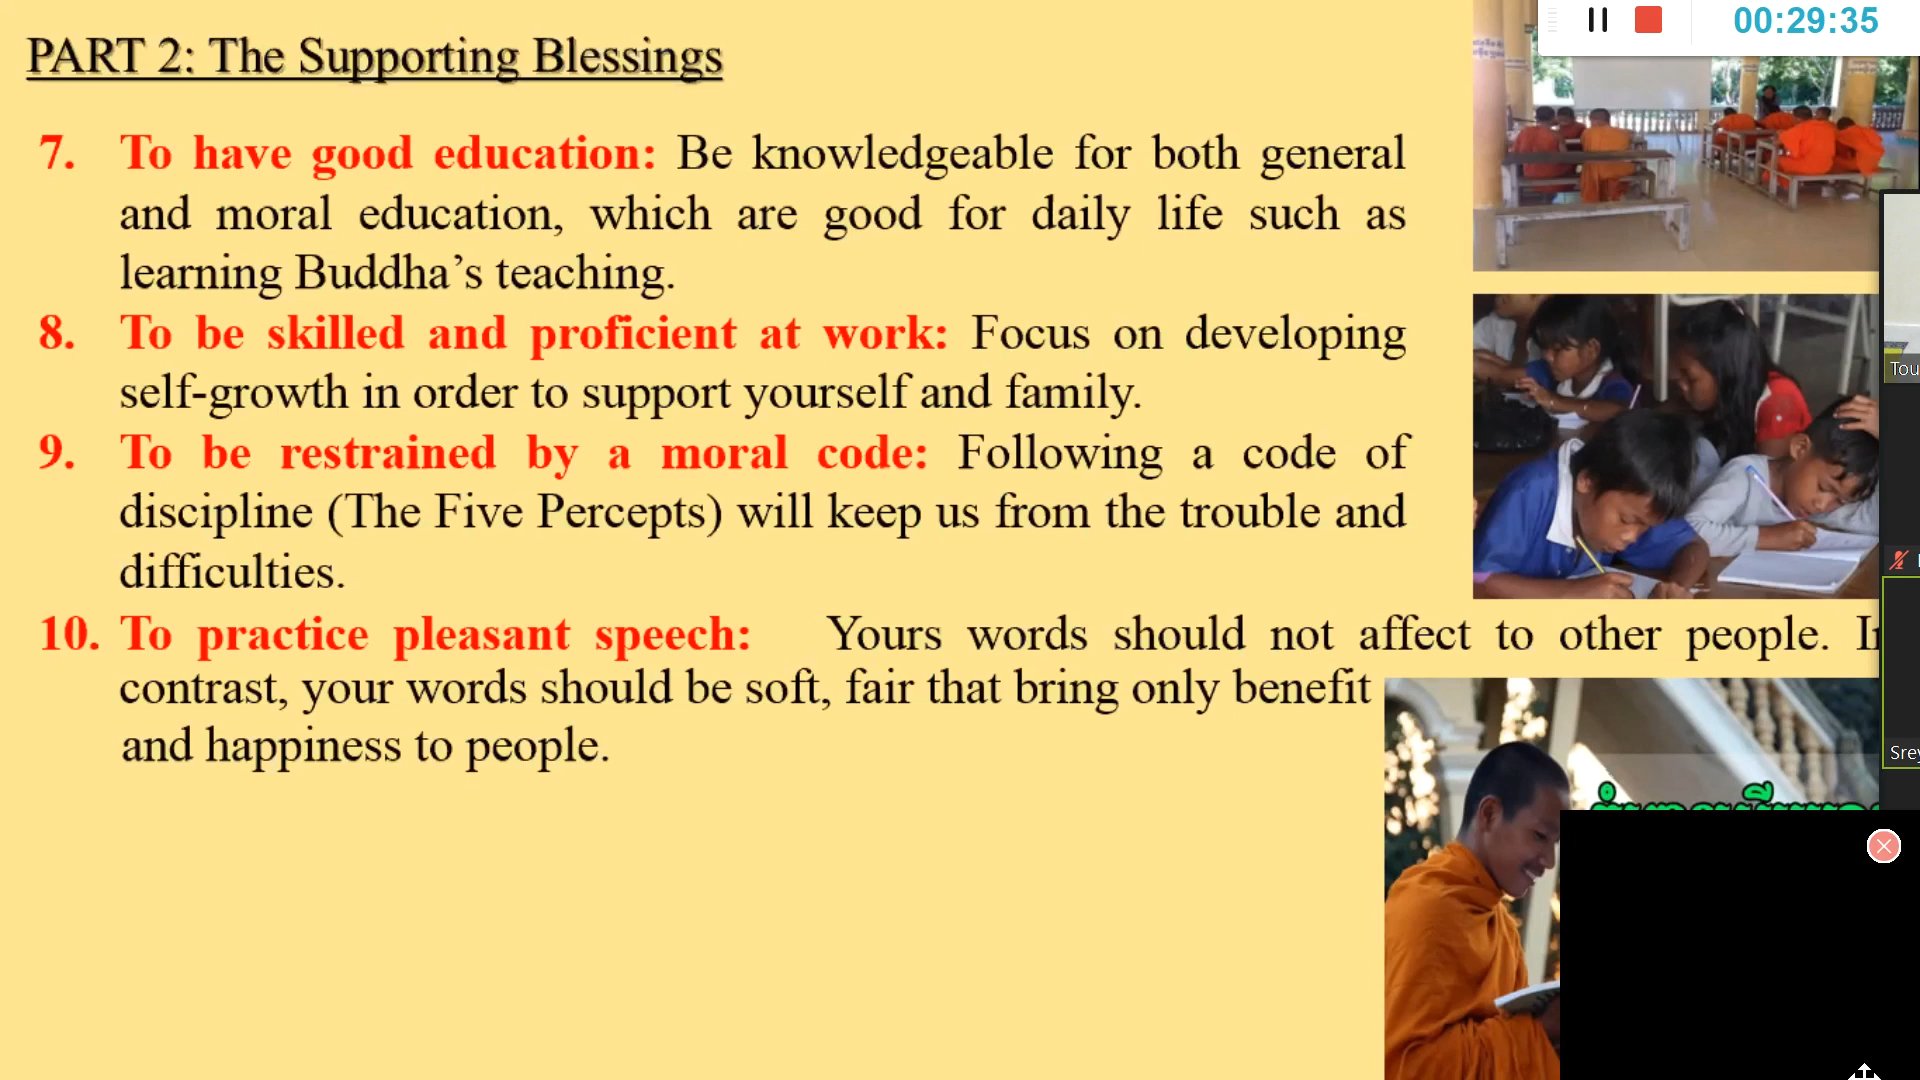 00:29:35
PART 2: The Supporting Blessings
7. To have good education: Be knowledgeable for both general
and moral education, which are good for daily life such as
learning Buddha’s teaching.
8. To be skilled and proficient at work: Focus on developing
self-growth in order to support yourself and family.
9. To be restrained by a moral code: Following a code of
discipline (The Five Percepts) will keep us from the trouble and
difficulties.
10. To practice pleasant speech: Yours words should not affect to other people. In
contrast, your words should be soft, fair that bring only benefit
and happiness to people.
Tou
Srey